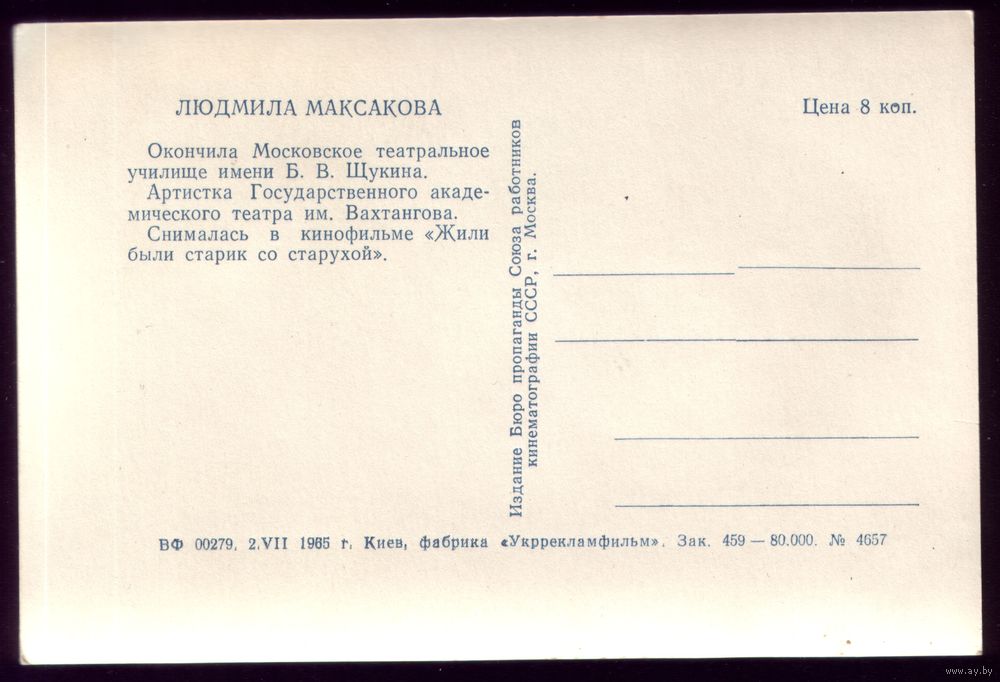 ЛЮДМИЛА МАКСАКОВА
Окончила Московское театральное
училище имени Б. В. Щукина.
Артистка Государственного акаде-
мического театра им. Вахтангова.
Снималась в кинофильме «Жили
были старик со старухой».
Издание Бюро пропаганды Союза работников
кинематографии СССР, г. Москва.
Цена 8 коп.
ВФ 00279. 2.VII 1965 г. Киев, фабрика «Укррекламфильм». Зак. 459 — 80.000. № 4657
www.ay.by